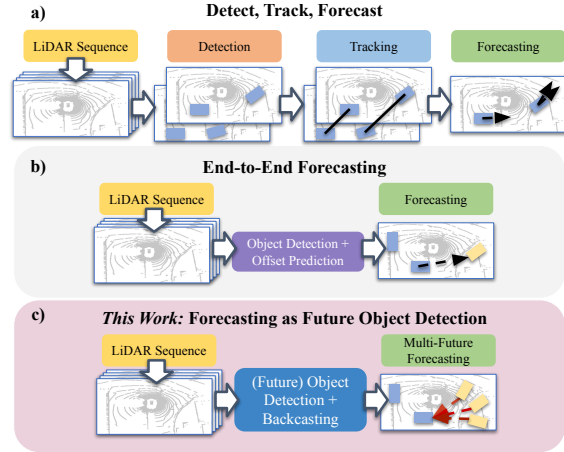 a) Detect, Track, Forecast
LiDAR Sequence
Detection
Tracking
Forecasting
b) End-to-End Forecasting
LiDAR Sequence
Forecasting
Object Detection +
Offset Prediction
c) This Work: Forecasting as Future Object Detection
LiDAR Sequence
Multi-Future
Forecasting
(Future) Object
Detection +
Backcasting